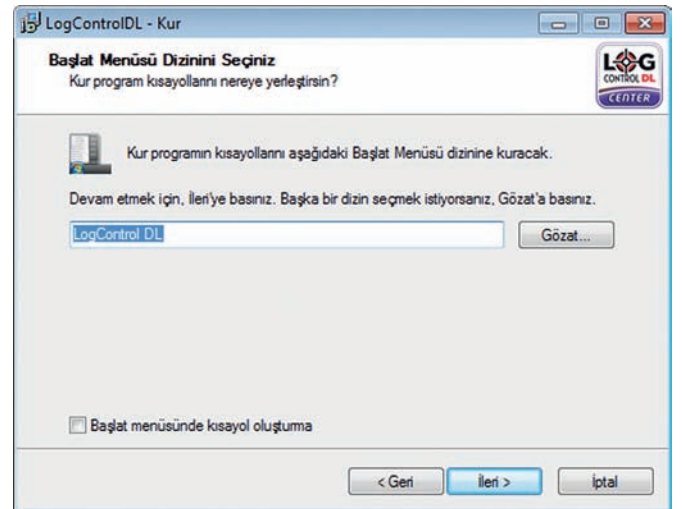 LogControlDL - Kur
Başlat Menüsü Dizinini Seçiniz
Kur program kısayollarını nereye yerleştirsin?
LOG
CONTROL DL
CENTER
Kur programın kısayollarını aşağıdaki Başlat Menüsü dizinine kuracak.
Devam etmek için, İleri'ye basınız. Başka bir dizin seçmek istiyorsanız, Gözat'a basınız.
LogControl DL
Gözat...
Başlat menüsünde kısayol oluşturma
< Geri
İleri >
İptal